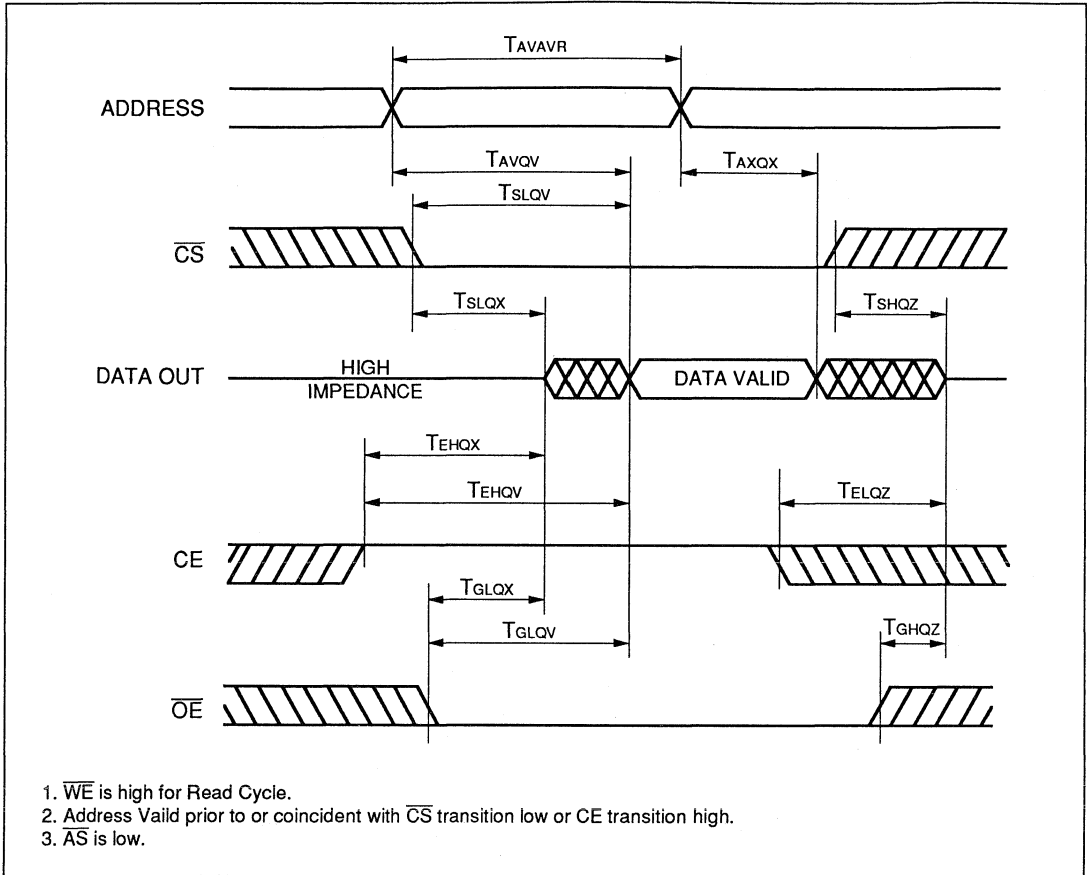 TAVAVR
ADDRESS
TAVQV
TAXQX
TSLQV
CS
TSLQX
TSHQZ
DATA OUT
HIGH
IMPEDANCE
DATA VALID
TEHQX
TEHQV
TELQZ
CE
TGLQX
TGLQV
TGHQZ
OE
1. WE is high for Read Cycle.
2. Address Vaild prior to or coincident with CS transition low or CE transition high.
3. AS is low.